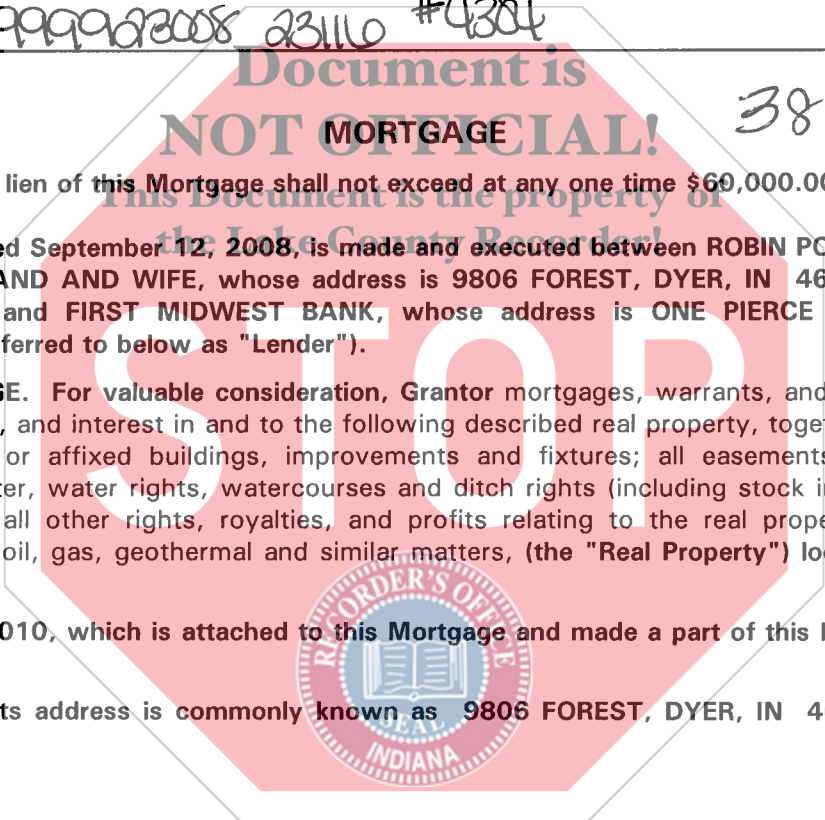 9999923008 23116 #4304
38
Document is
NOT OFFICIAL!
This Document is the property of
the Lake County Recorder!
STOP
MORTGAGE
lien of this Mortgage shall not exceed at any one time $60,000.00
ed September 12, 2008, is made and executed between ROBIN PO
AND AND WIFE, whose address is 9806 FOREST, DYER, IN 46
and FIRST MIDWEST BANK, whose address is ONE PIERCE
ferred to below as "Lender").
GE. For valuable consideration, Grantor mortgages, warrants, and
, and interest in and to the following described real property, toge
or affixed buildings, improvements and fixtures; all easements
ter, water rights, watercourses and ditch rights (including stock i
all other rights, royalties, and profits relating to the real prope
oil, gas, geothermal and similar matters, (the "Real Property") lo
010, which is attached to this Mortgage and made a part of this
ts address is commonly known as 9806 FOREST, DYER, IN 4
RECORDER'S OFFICE
SEAL
INDIANA